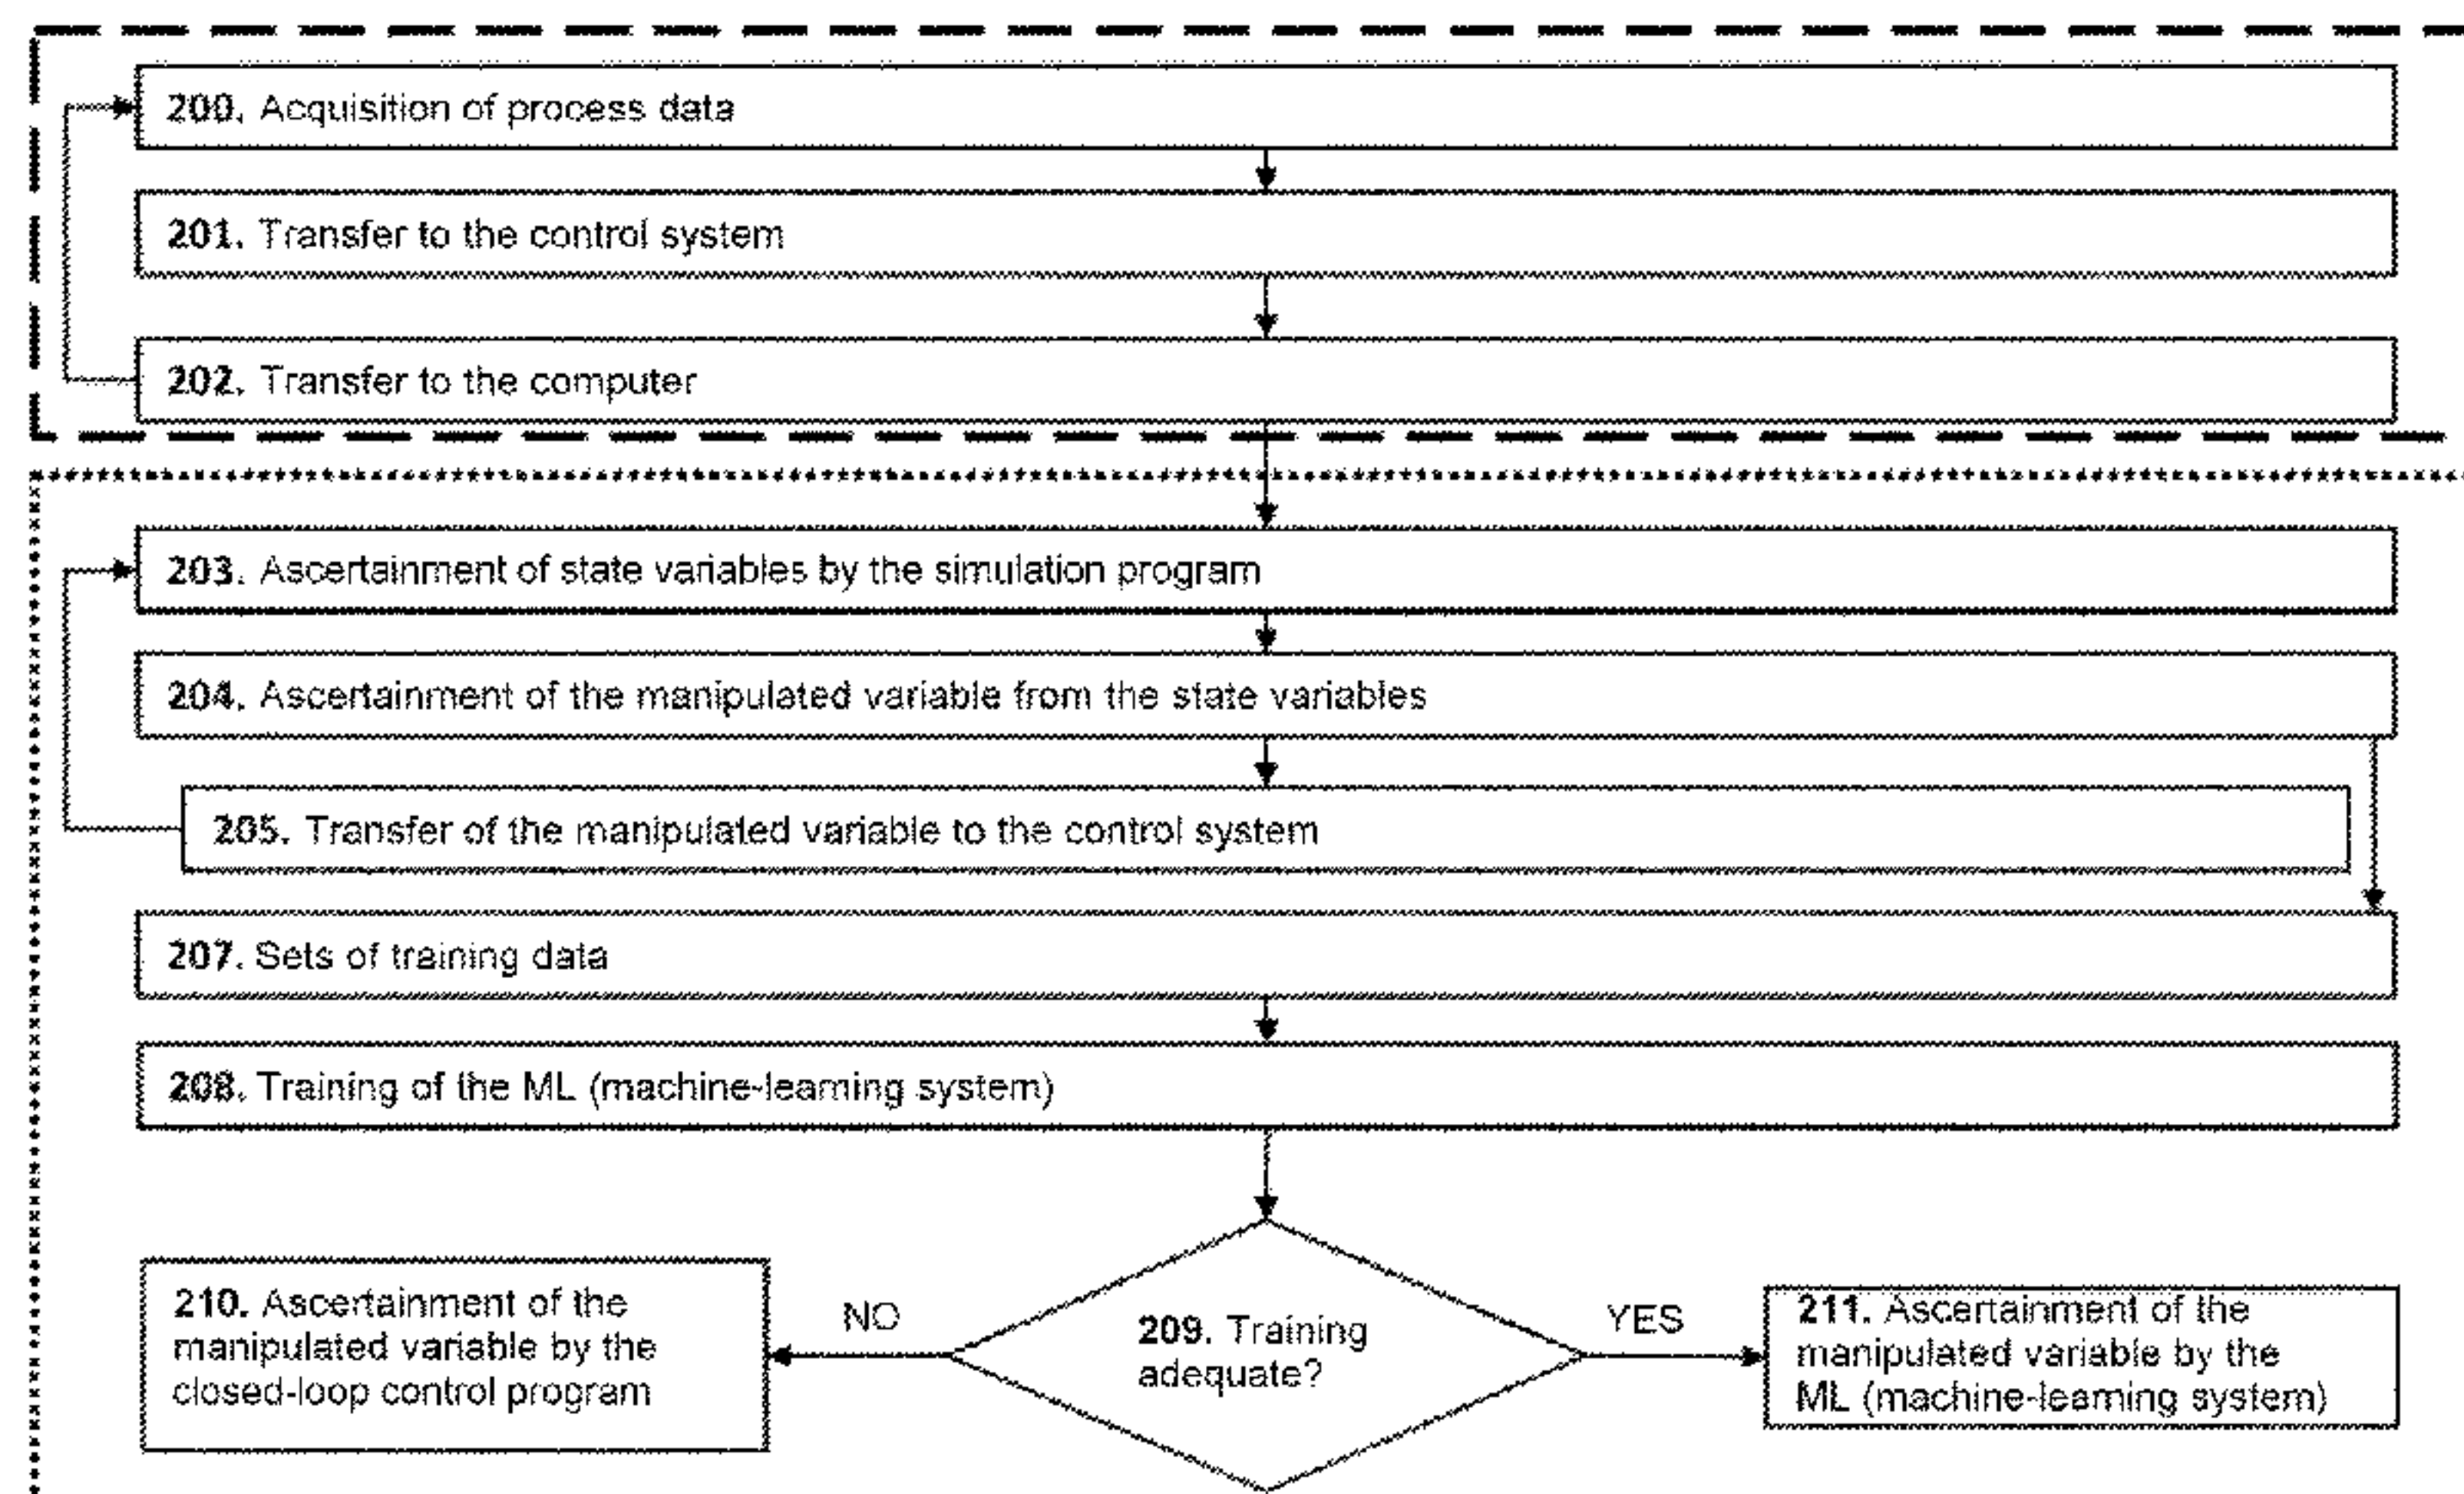 200. Acquisition of process data
201. Transfer to the control system
202. Transfer to the computer
203. Ascertainment of state variables by the simulation program
204. Ascertainment of the manipulated variable from the state variables
205. Transfer of the manipulated variable to the control system
207. Sets of training data
208. Training of the ML (machine-learning system)
210. Ascertainment of the
manipulated variable by the
closed-loop control program
NO
209. Training
adequate?
YES
211. Ascertainment of the
manipulated variable by the
ML (machine-learning system)